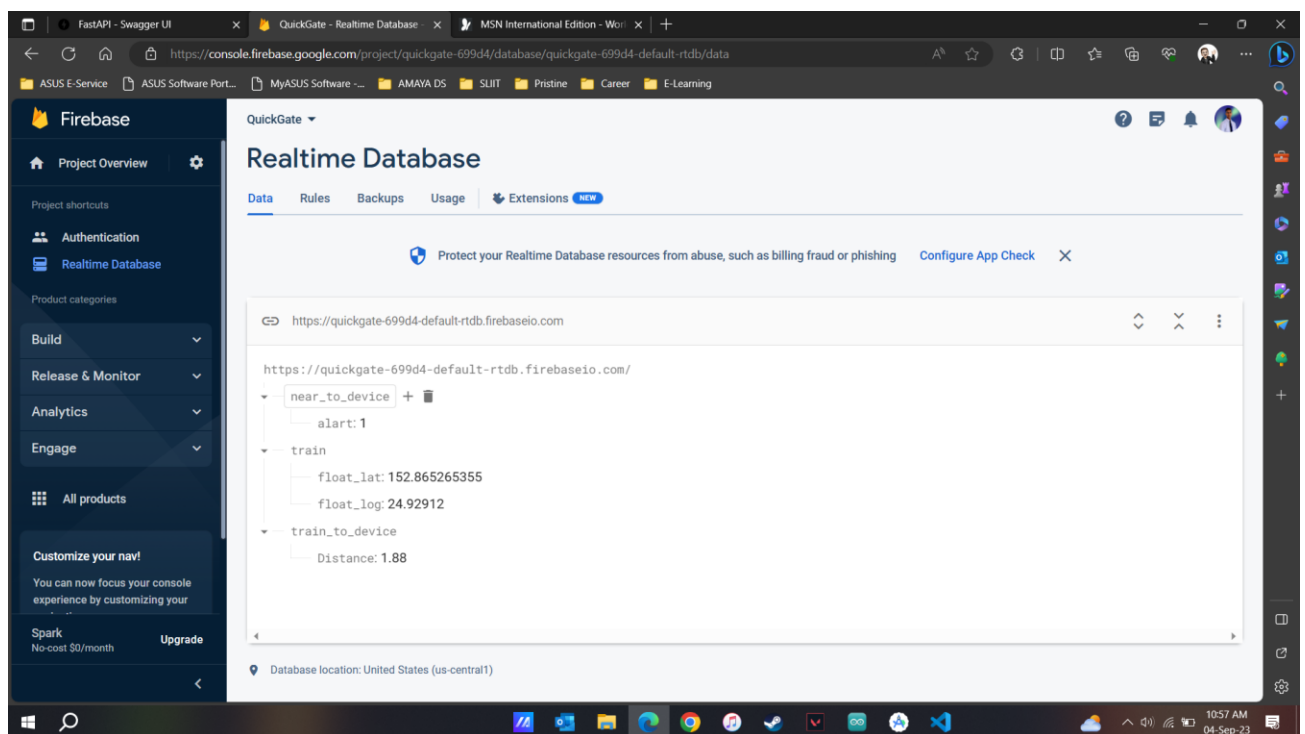 FastAPI - Swagger UI
QuickGate - Realtime Database -
MSN International Edition - Worl
https://console.firebase.google.com/project/quickgate-699d4/database/quickgate-699d4-default-rtdb/data
ASUS E-Service
ASUS Software Port...
MyASUS Software -...
AMAYA DS
SLIIT
Pristine
Career
E-Learning
Firebase
Project Overview
Project shortcuts
Authentication
Realtime Database
Product categories
Build
Release & Monitor
Analytics
Engage
All products
Customize your nav!
You can now focus your console
experience by customizing your
Spark
No-cost $0/month
Upgrade
QuickGate
Realtime Database
Data Rules Backups Usage Extensions NEW
Protect your Realtime Database resources from abuse, such as billing fraud or phishing Configure App Check
https://quickgate-699d4-default-rtdb.firebaseio.com
https://quickgate-699d4-default-rtdb.firebaseio.com/
near_to_device
alart: 1
train
float_lat: 152.865265355
float_log: 24.92912
train_to_device
Distance: 1.88
Database location: United States (us-central1)
10:57 AM
04-Sep-23